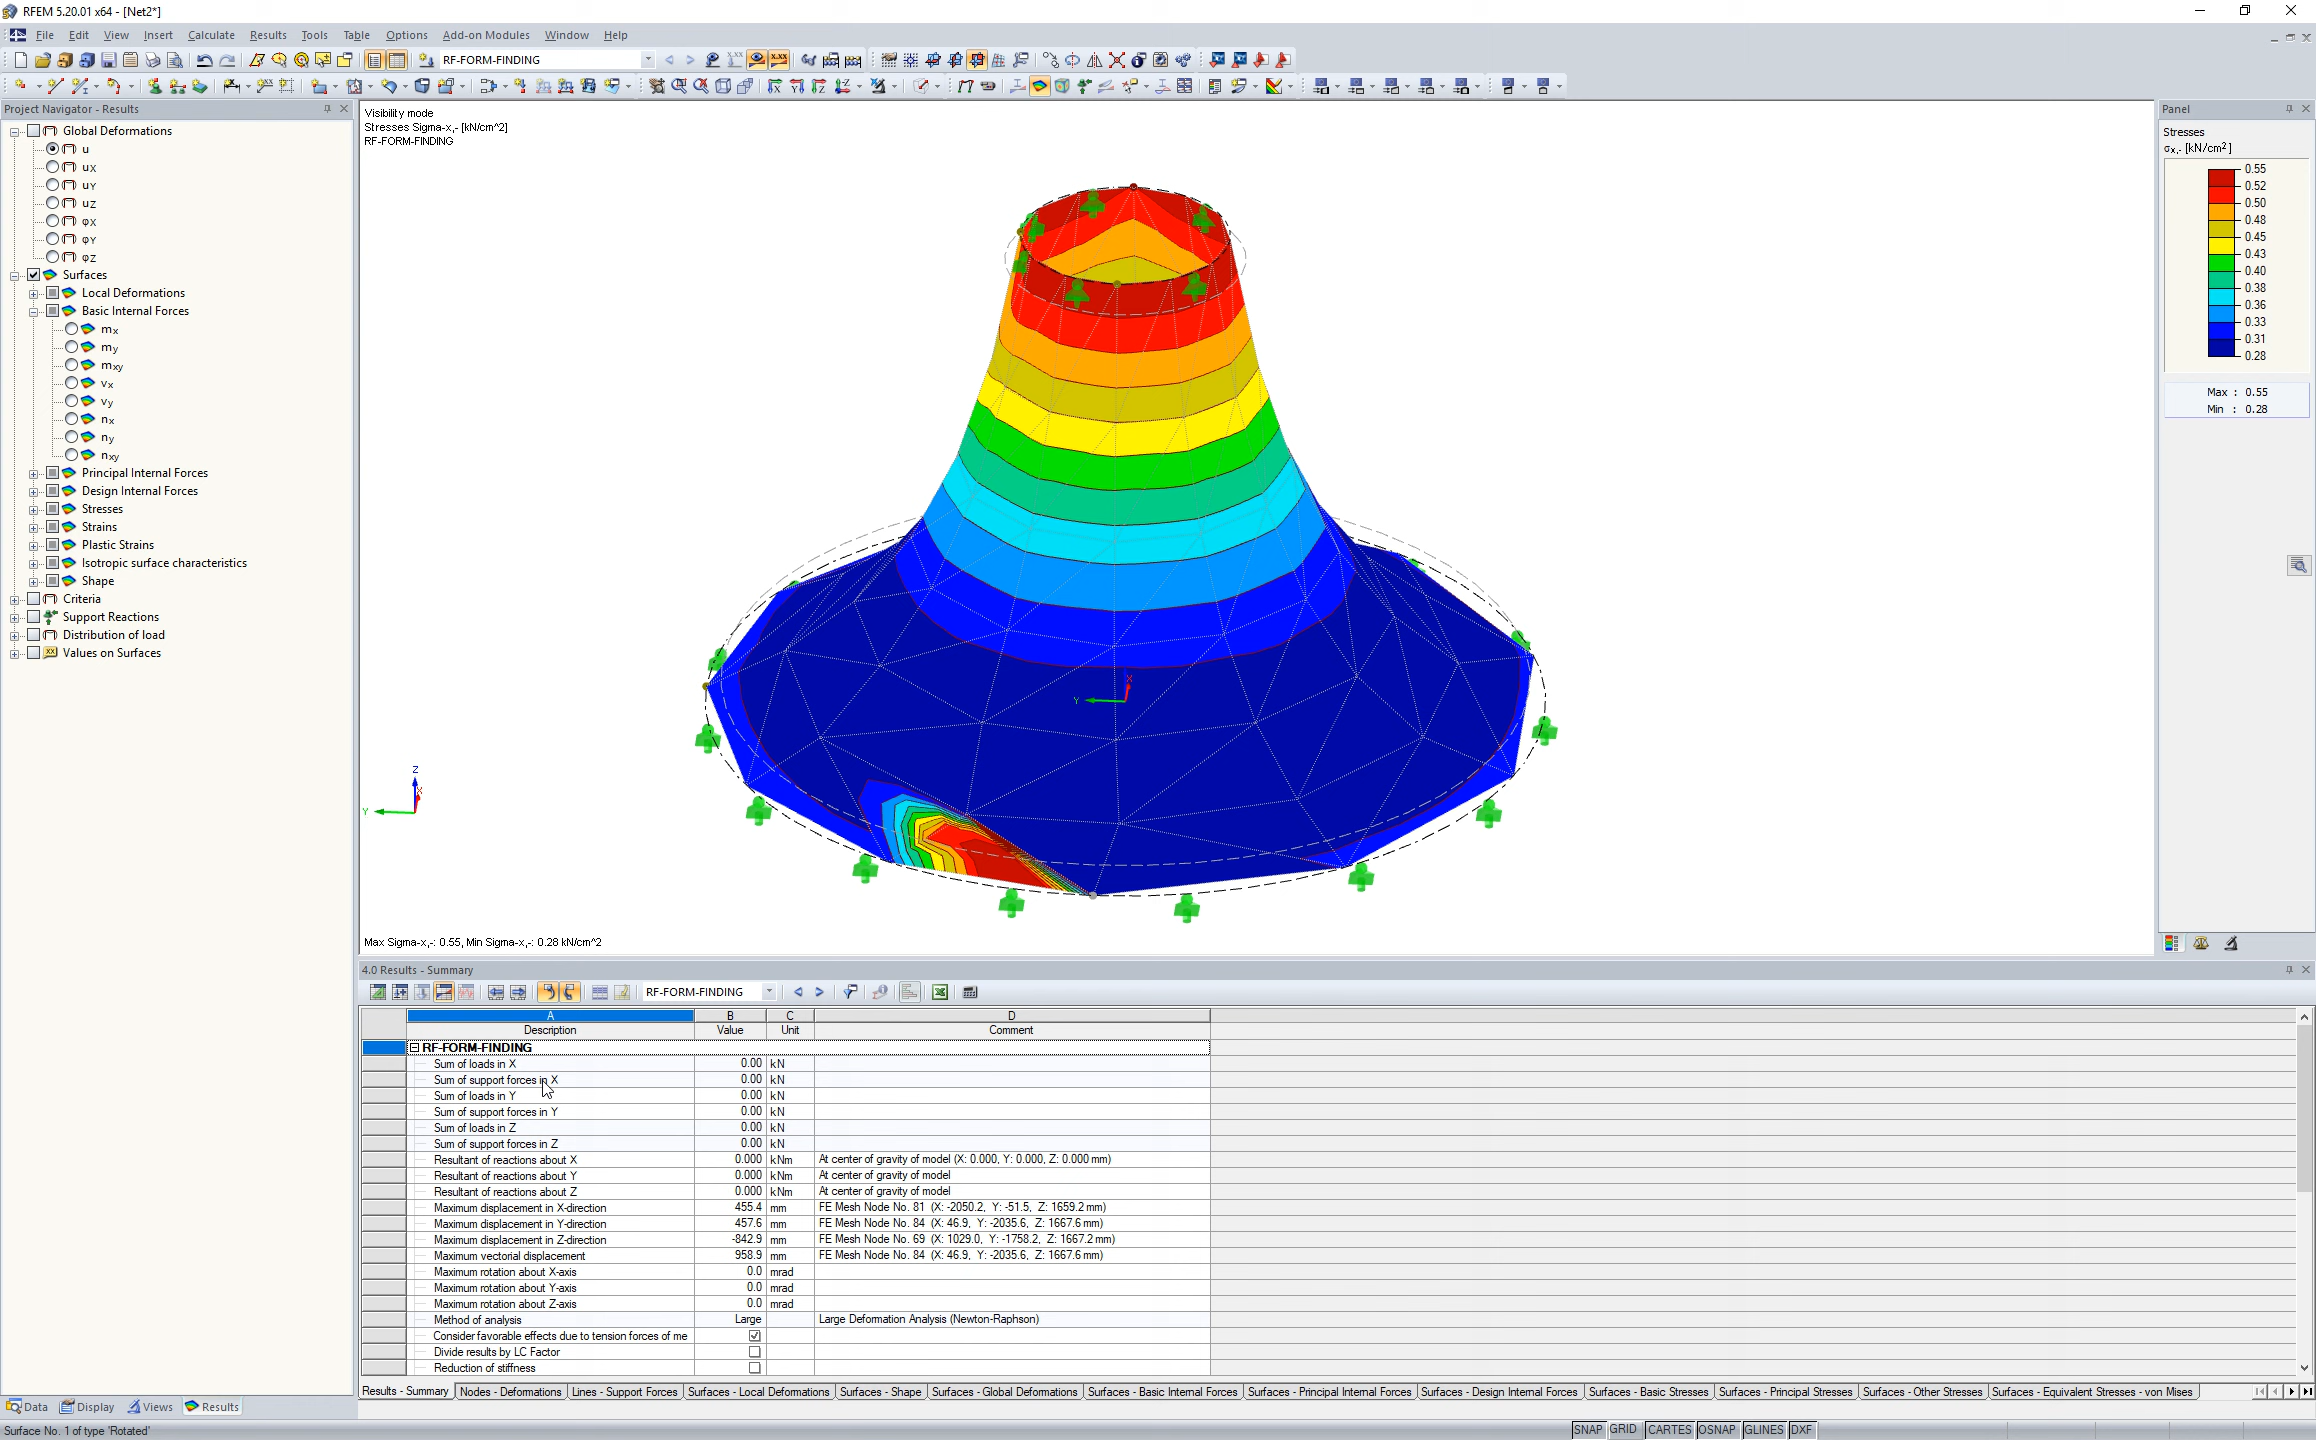 RFEM 5.20.01 x64 - [Net2*]
File Edit View Insert Calculate Results Tools Table Options Add-on Modules Window Help
RF-FORM-FINDING
Project Navigator - Results
Global Deformations
u
uX
uY
uZ
φX
φY
φZ
Surfaces
Local Deformations
Basic Internal Forces
mx
my
mxy
vx
vy
nx
ny
nxy
Principal Internal Forces
Design Internal Forces
Stresses
Strains
Plastic Strains
Isotropic surface characteristics
Shape
Criteria
Support Reactions
Distribution of load
Values on Surfaces
Data Display Views Results
Visibility mode
Stresses Sigma-x,- [kN/cm^2]
RF-FORM-FINDING
X
Y
Z
X
Y
Max Sigma-x,-: 0.55, Min Sigma-x,-: 0.28 kN/cm^2
Panel
Stresses
σx,- [kN/cm²]
0.55
0.52
0.50
0.48
0.45
0.43
0.40
0.38
0.36
0.33
0.31
0.28
Max : 0.55
Min : 0.28
4.0 Results - Summary
RF-FORM-FINDING
A B C D
Description Value Unit Comment
RF-FORM-FINDING
Sum of loads in X 0.00 kN
Sum of support forces in X 0.00 kN
Sum of loads in Y 0.00 kN
Sum of support forces in Y 0.00 kN
Sum of loads in Z 0.00 kN
Sum of support forces in Z 0.00 kN
Resultant of reactions about X 0.000 kNm At center of gravity of model (X: 0.000, Y: 0.000, Z: 0.000 mm)
Resultant of reactions about Y 0.000 kNm At center of gravity of model
Resultant of reactions about Z 0.000 kNm At center of gravity of model
Maximum displacement in X-direction 455.4 mm FE Mesh Node No. 81 (X: -2050.2, Y: -51.5, Z: 1659.2 mm)
Maximum displacement in Y-direction 457.6 mm FE Mesh Node No. 84 (X: 46.9, Y: -2035.6, Z: 1667.6 mm)
Maximum displacement in Z-direction -842.9 mm FE Mesh Node No. 69 (X: 1029.0, Y: -1758.2, Z: 1667.2 mm)
Maximum vectorial displacement 958.9 mm FE Mesh Node No. 84 (X: 46.9, Y: -2035.6, Z: 1667.6 mm)
Maximum rotation about X-axis 0.0 mrad
Maximum rotation about Y-axis 0.0 mrad
Maximum rotation about Z-axis 0.0 mrad
Method of analysis Large Large Deformation Analysis (Newton-Raphson)
Consider favorable effects due to tension forces of me
Divide results by LC Factor
Reduction of stiffness
Results - Summary Nodes - Deformations Lines - Support Forces Surfaces - Local Deformations Surfaces - Shape Surfaces - Global Deformations Surfaces - Basic Internal Forces Surfaces - Principal Internal Forces Surfaces - Design Internal Forces Surfaces - Basic Stresses Surfaces - Principal Stresses Surfaces - Other Stresses Surfaces - Equivalent Stresses - von Mises
Surface No. 1 of type 'Rotated' SNAP GRID CARTES OSNAP GLINES DXF